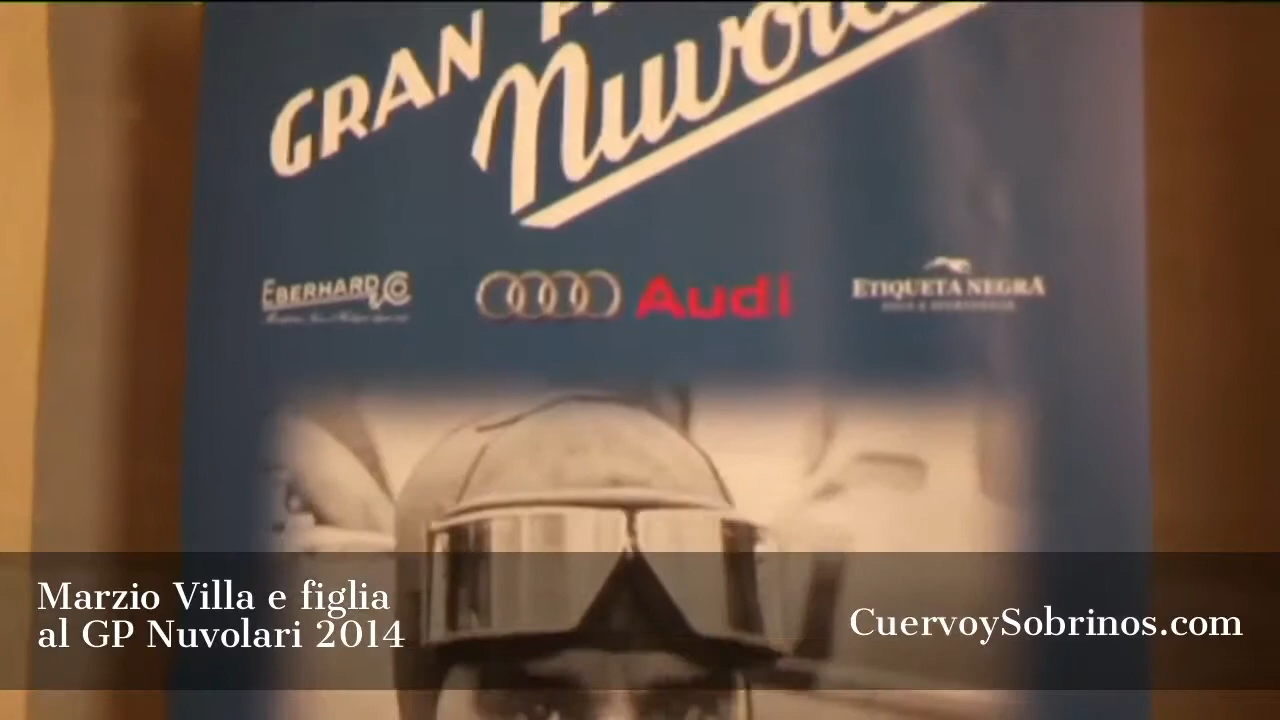 GRAN
Nuvola
EBERHARD & CO
Audi
ETIQUETA NEGRA
Marzio Villa e figlia
al GP Nuvolari 2014
CuervoySobrinos.com